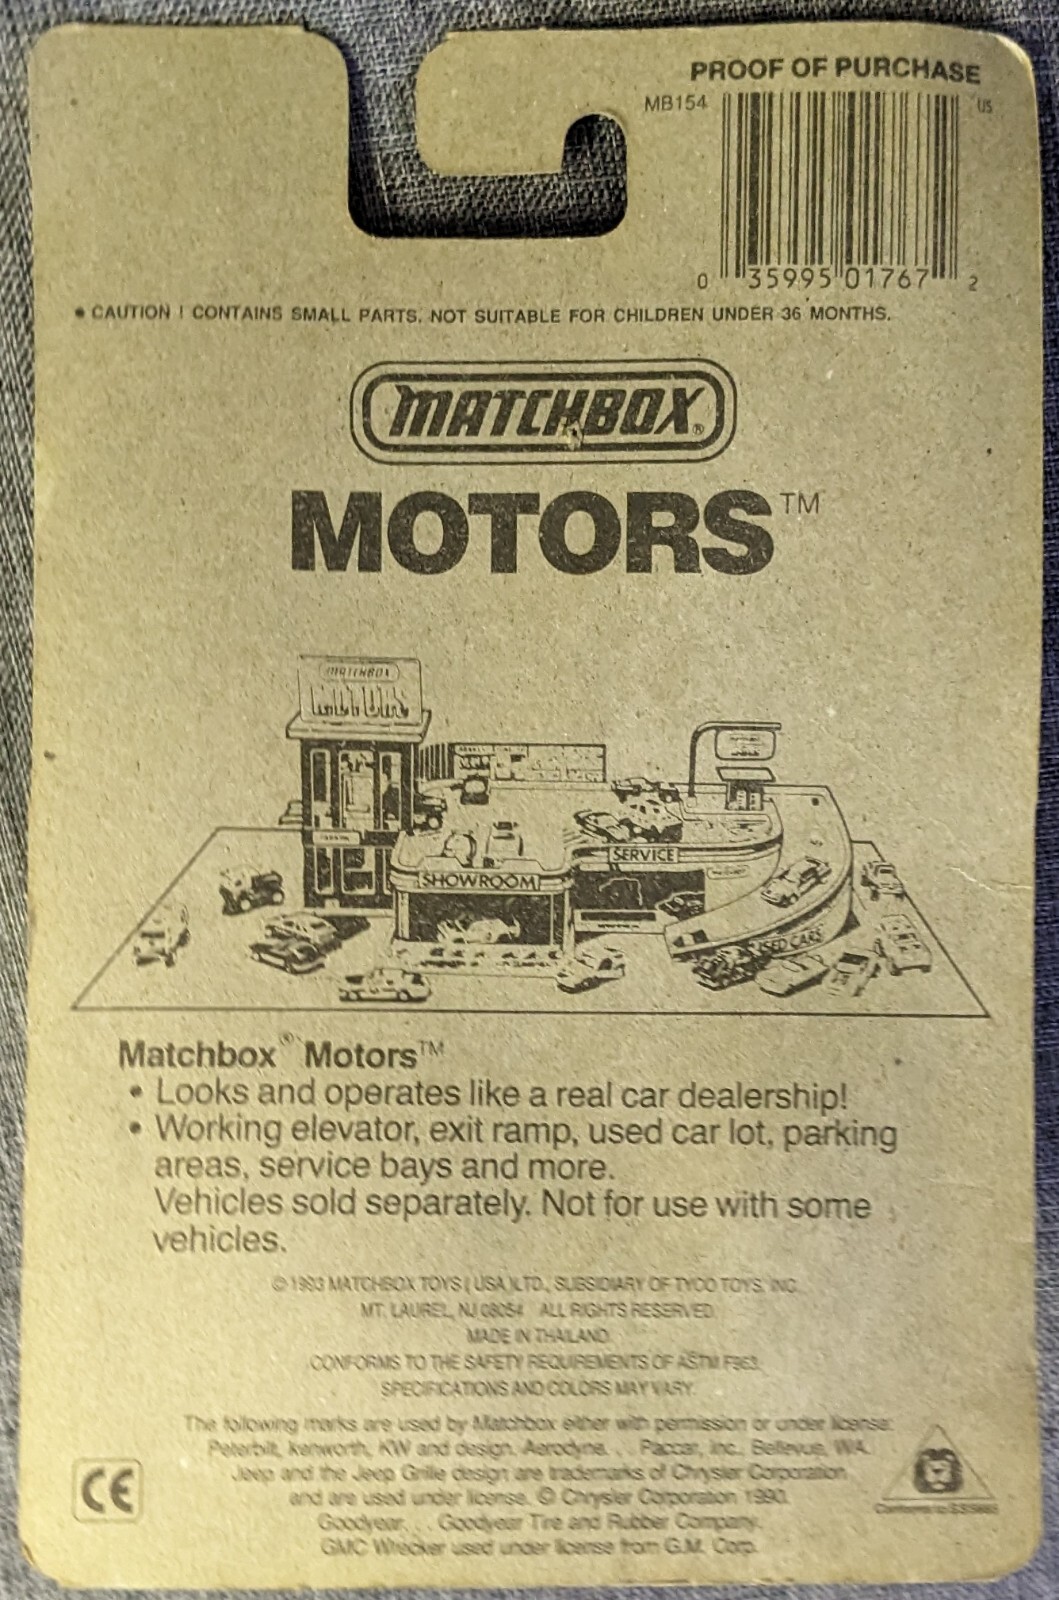 PROOF OF PURCHASE
MB154
US
0 35995 01767 2
• CAUTION ! CONTAINS SMALL PARTS. NOT SUITABLE FOR CHILDREN UNDER 36 MONTHS.
MATCHBOX®
MOTORS™
MATCHBOX
MOTORS
SERVICE
SHOWROOM
USED CARS
Matchbox® Motors™
• Looks and operates like a real car dealership!
• Working elevator, exit ramp, used car lot, parking
areas, service bays and more.
Vehicles sold separately. Not for use with some
vehicles.
© 1993 MATCHBOX TOYS ( USA ) LTD., SUBSIDIARY OF TYCO TOYS, INC.
MT. LAUREL, NJ 08054 ALL RIGHTS RESERVED.
MADE IN THAILAND
CONFORMS TO THE SAFETY REQUIREMENTS OF ASTM F963.
SPECIFICATIONS AND COLORS MAY VARY.
The following marks are used by Matchbox either with permission or under license:
Peterbilt, kenworth, KW and design. Aerodyne. . . Paccar, Inc., Bellevue, WA.
Jeep and the Jeep Grille design are trademarks of Chrysler Corporation
and are used under license. © Chrysler Corporation 1990.
Goodyear. . . Goodyear Tire and Rubber Company.
GMC Wrecker used under license from G.M. Corp.
CE
Conforms to BS5665